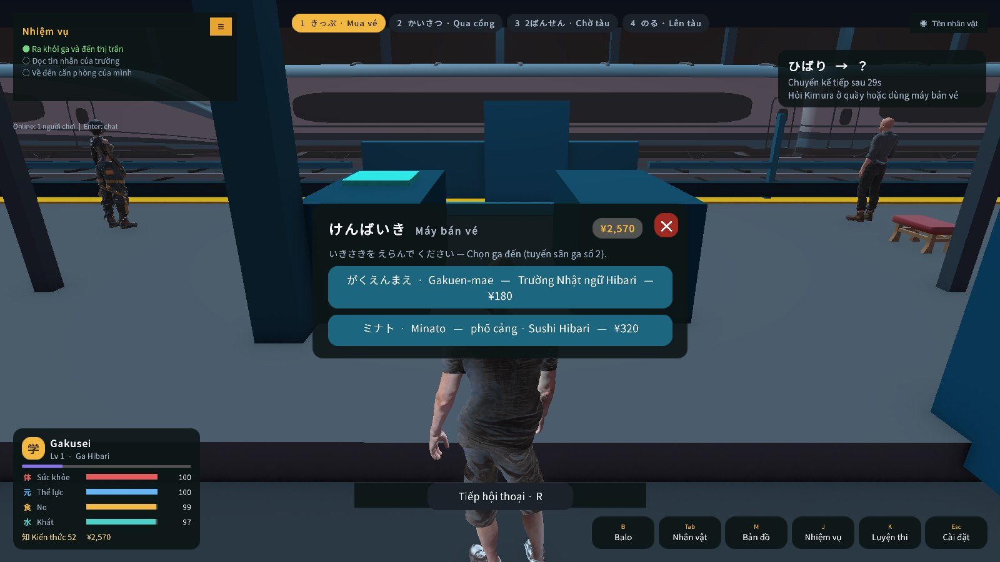 Nhiệm vụ
☰
Ra khỏi ga và đến thị trấn
Đọc tin nhắn của trường
Về đến căn phòng của mình
1 きっぷ · Mua vé
2 かいさつ · Qua cổng
3 2ばんせん · Chờ tàu
4 のる · Lên tàu
◉ Tên nhân vật
ひばり → ?
Chuyến kế tiếp sau 29s
Hỏi Kimura ở quầy hoặc dùng máy bán vé
Online: 1 người chơi | Enter: chat
けんばいき Máy bán vé
¥2,570
いきさきを えらんで ください — Chọn ga đến (tuyến sân ga số 2).
がくえんまえ · Gakuen-mae — Trường Nhật ngữ Hibari —
¥180
ミナト · Minato — phố cảng · Sushi Hibari — ¥320
Tiếp hội thoại · R
学
Gakusei
Lv 1 · Ga Hibari
体 Sức khỏe 100
元 Thể lực 100
食 No 99
水 Khát 97
知 Kiến thức 52 ¥2,570
B
Balo
Tab
Nhân vật
M
Bản đồ
J
Nhiệm vụ
K
Luyện thi
Esc
Cài đặt